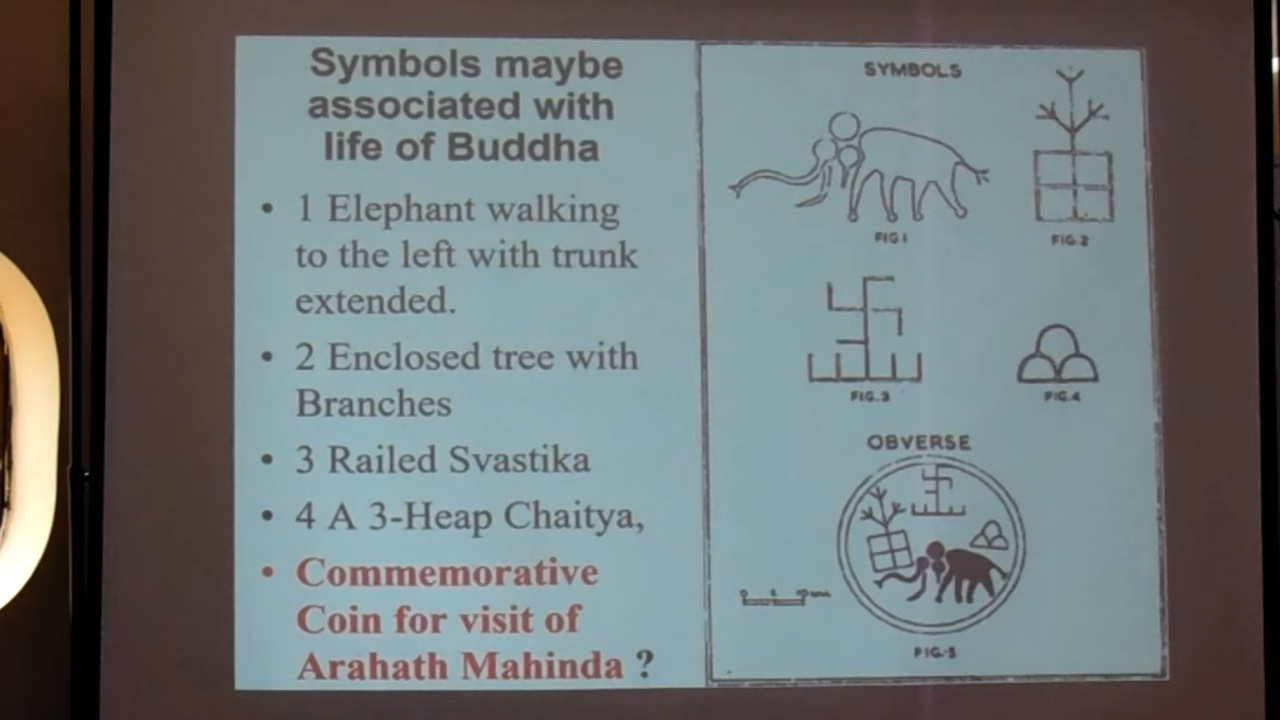 Symbols maybe
associated with
life of Buddha
• 1 Elephant walking
to the left with trunk
extended.
• 2 Enclosed tree with
Branches
• 3 Railed Svastika
• 4 A 3-Heap Chaitya,
• Commemorative
Coin for visit of
Arahath Mahinda ?
SYMBOLS
FIG.1
FIG.2
FIG.3
FIG.4
OBVERSE
FIG.5